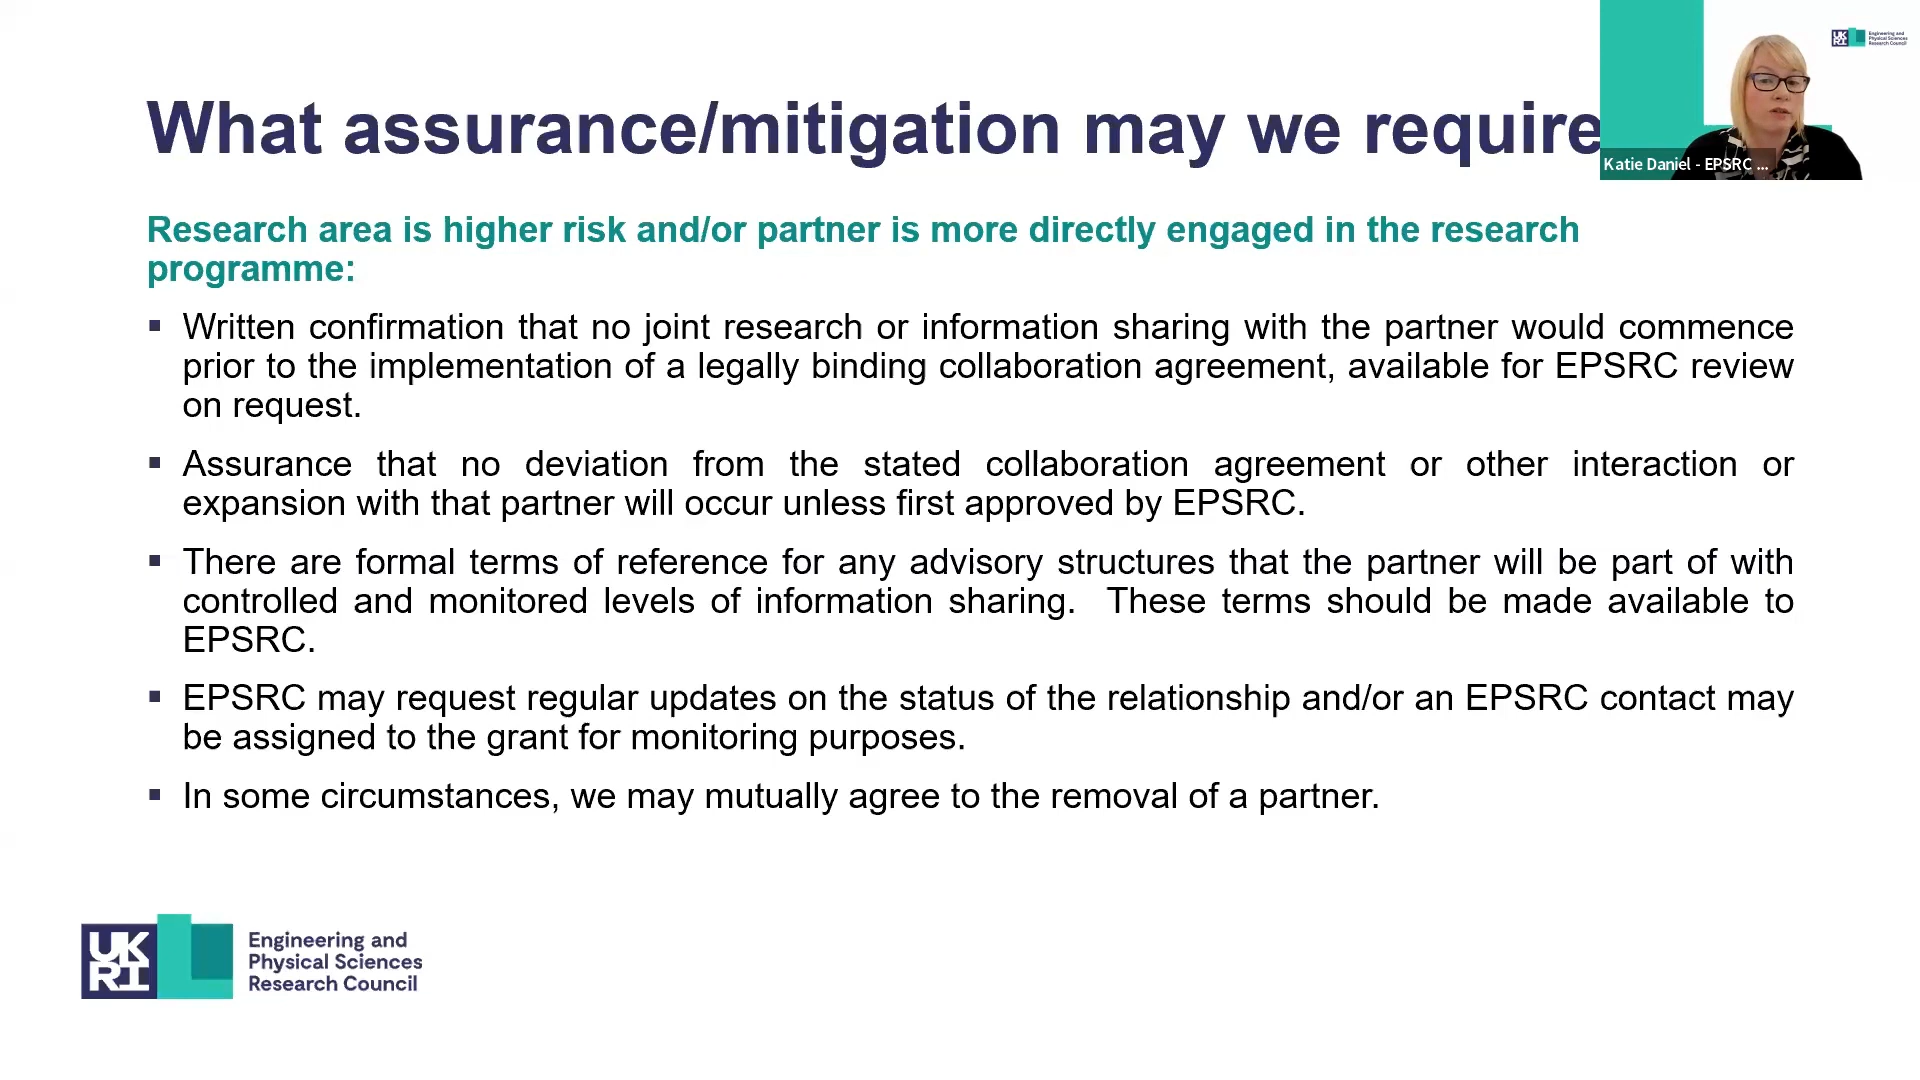 What assurance/mitigation may we require
Katie Daniel - EPSRC ...
UK
RI
Engineering and
Physical Sciences
Research Council
Research area is higher risk and/or partner is more directly engaged in the research
programme:
▪ Written confirmation that no joint research or information sharing with the partner would commence
prior to the implementation of a legally binding collaboration agreement, available for EPSRC review
on request.
▪ Assurance that no deviation from the stated collaboration agreement or other interaction or
expansion with that partner will occur unless first approved by EPSRC.
▪ There are formal terms of reference for any advisory structures that the partner will be part of with
controlled and monitored levels of information sharing. These terms should be made available to
EPSRC.
▪ EPSRC may request regular updates on the status of the relationship and/or an EPSRC contact may
be assigned to the grant for monitoring purposes.
▪ In some circumstances, we may mutually agree to the removal of a partner.
UK
RI
Engineering and
Physical Sciences
Research Council